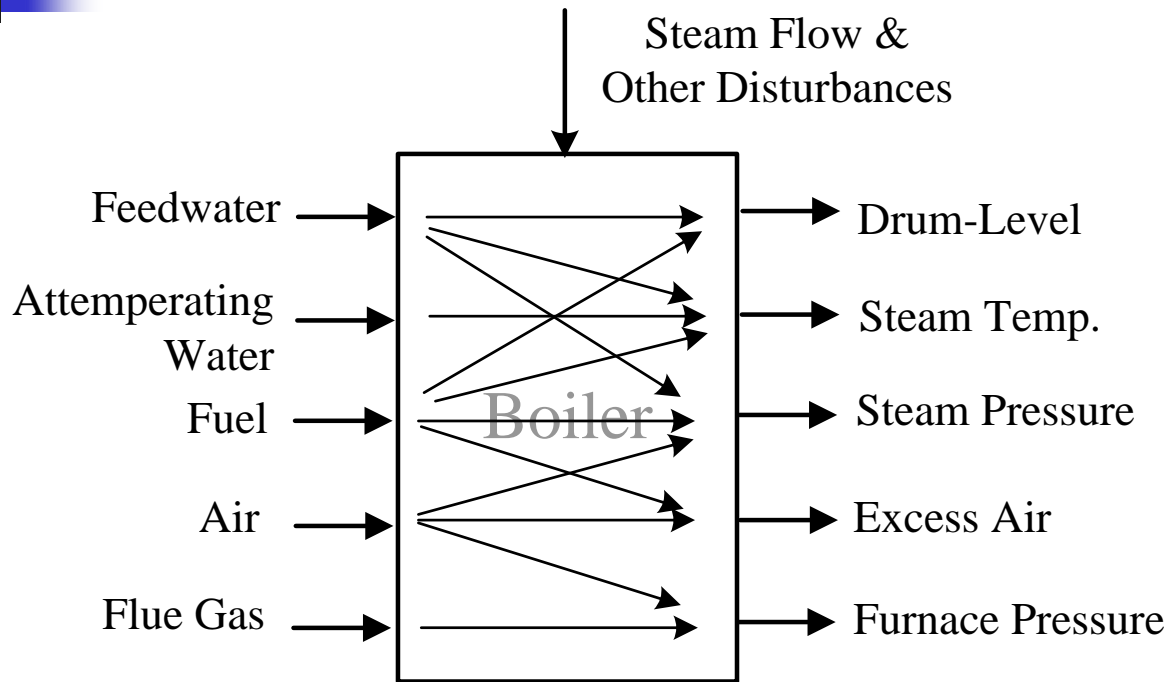 Steam Flow &
Other Disturbances
Feedwater
Drum-Level
Attemperating
Water
Steam Temp.
Fuel
Boiler
Steam Pressure
Air
Excess Air
Flue Gas
Furnace Pressure